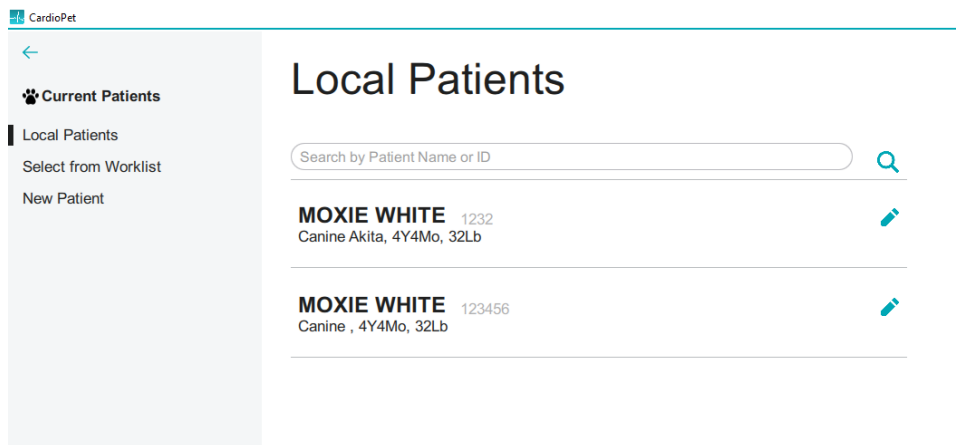 CardioPet
Current Patients
Local Patients
Select from Worklist
New Patient
Local Patients
Search by Patient Name or ID
MOXIE WHITE 1232
Canine Akita, 4Y4Mo, 32Lb
MOXIE WHITE 123456
Canine , 4Y4Mo, 32Lb